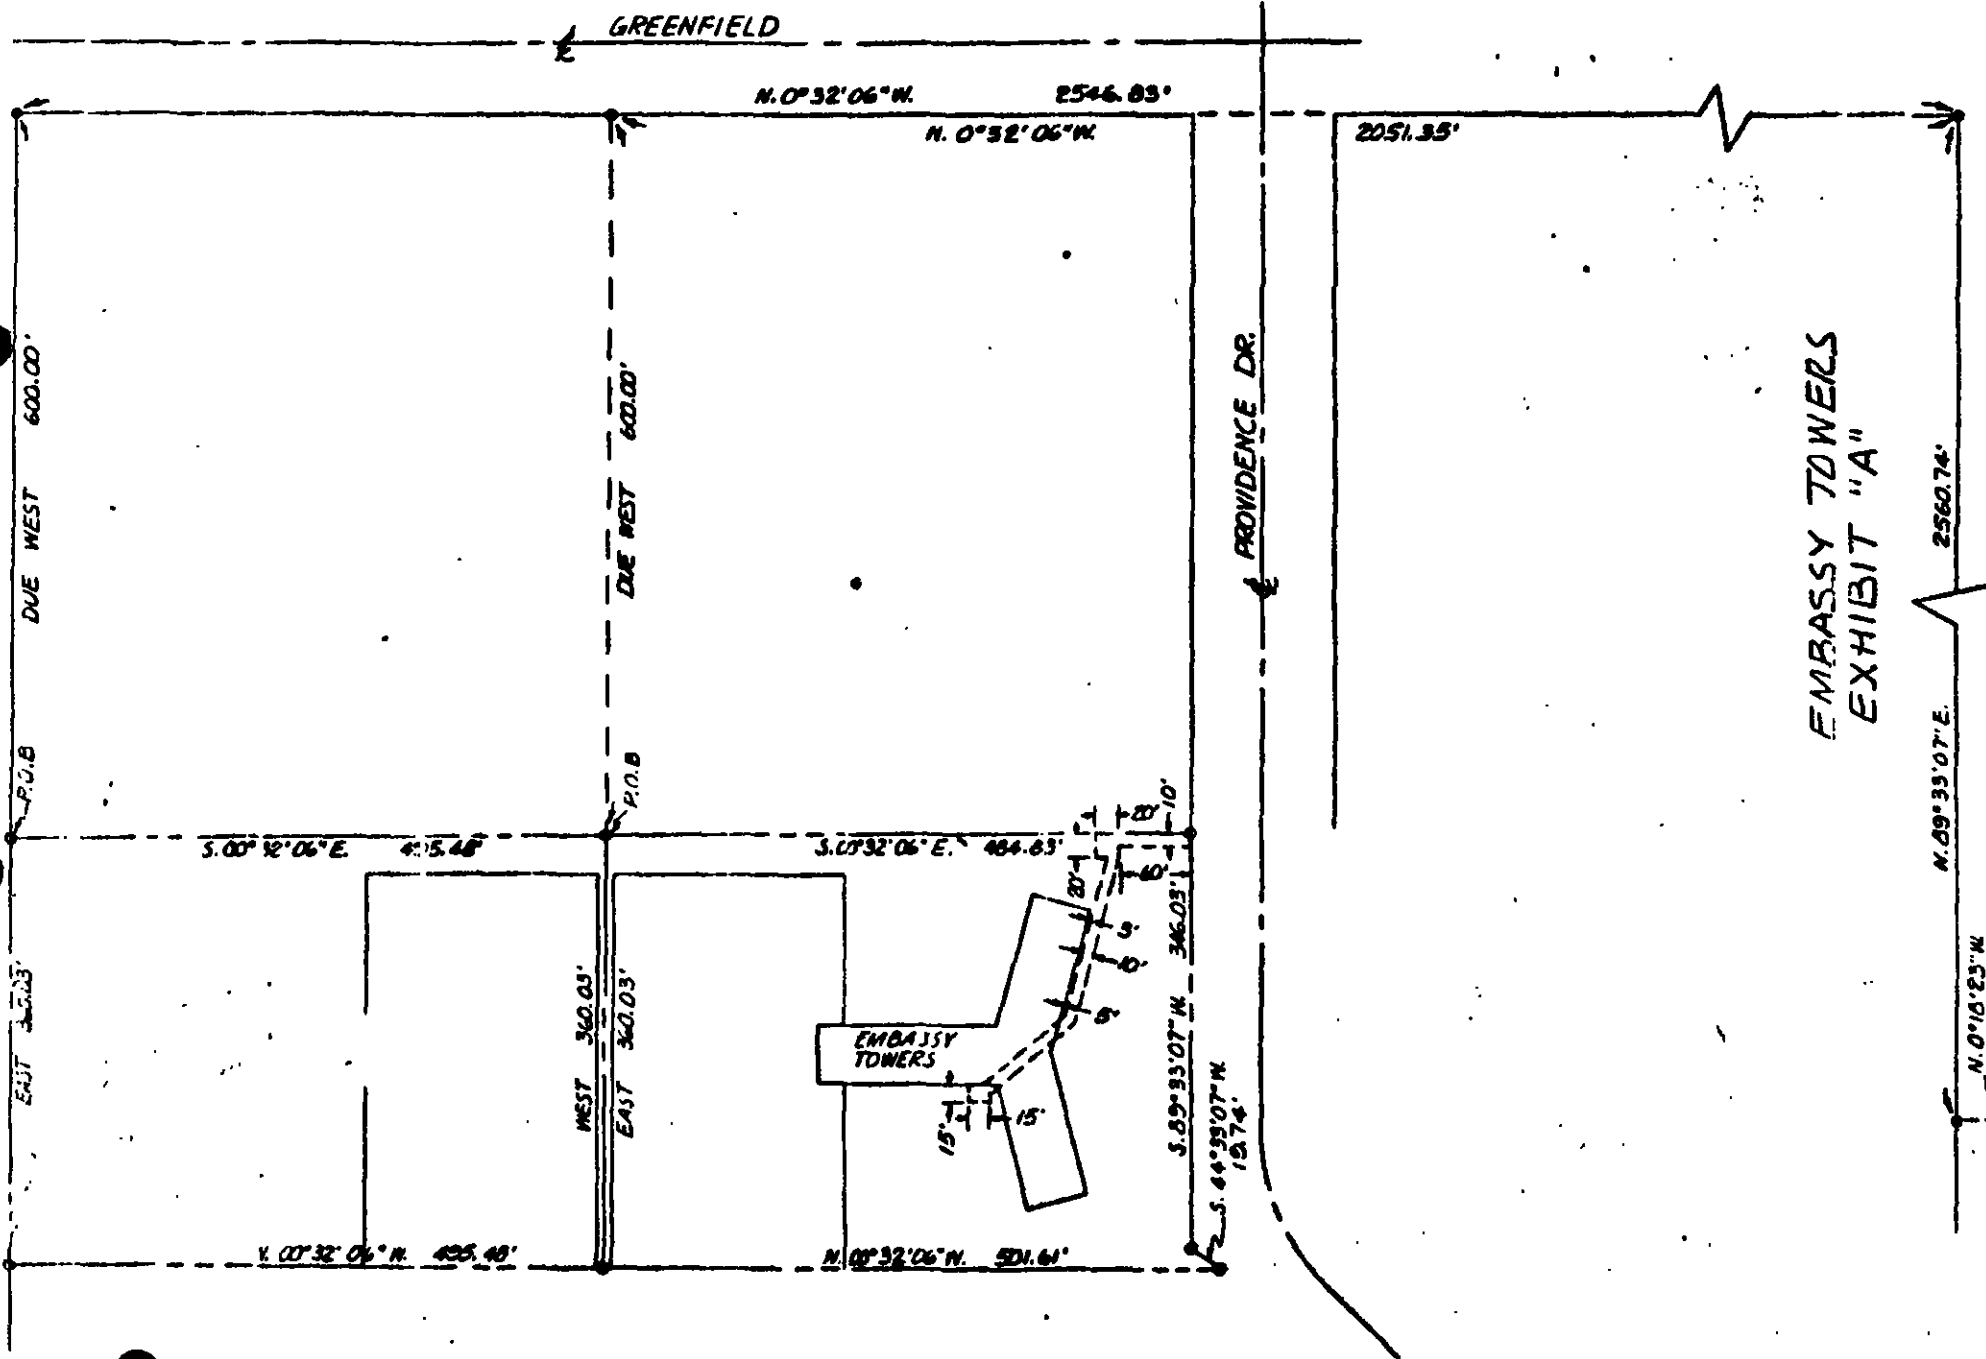 GREENFIELD
N. 0°32'06"W. 2546.83'
N. 0°32'06"W. 2051.35'
DUE WEST 600.00'
DUE WEST 600.00'
PROVIDENCE DR.
EMBASSY TOWERS
EXHIBIT "A"
2560.74'
N. 89°33'07"E.
N. 0°18'23"W.
P.O.B
P.O.B
20'
10'
S. 00°32'06"E.
S. 00°32'06"E. 484.83'
20'
60'
3'
10'
5'
S. 89°33'07"W. 346.03'
EAST
WEST 360.03'
EAST 360.03'
EMBASSY
TOWERS
15'
15'
S. 44°33'07"W.
19.74'
00°32'06"W. 495.48'
N. 00°32'06"W. 501.61'